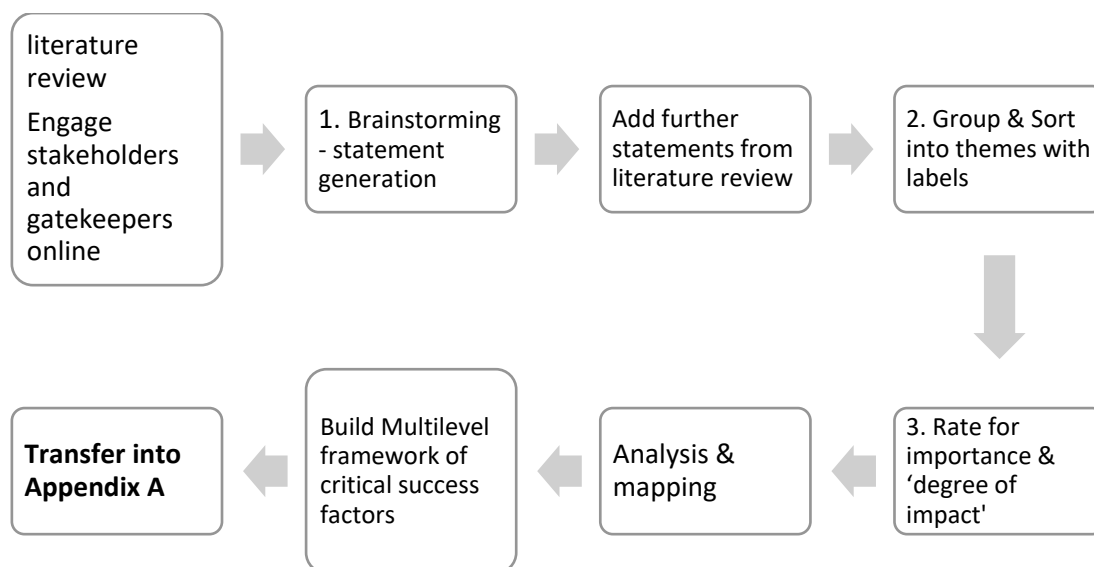 literature
review
Engage
stakeholders
and
gatekeepers
online
1. Brainstorming
- statement
generation
Add further
statements from
literature review
2. Group & Sort
into themes with
labels
3. Rate for
importance &
‘degree of
impact'
Analysis &
mapping
Build Multilevel
framework of
critical success
factors
Transfer into
Appendix A